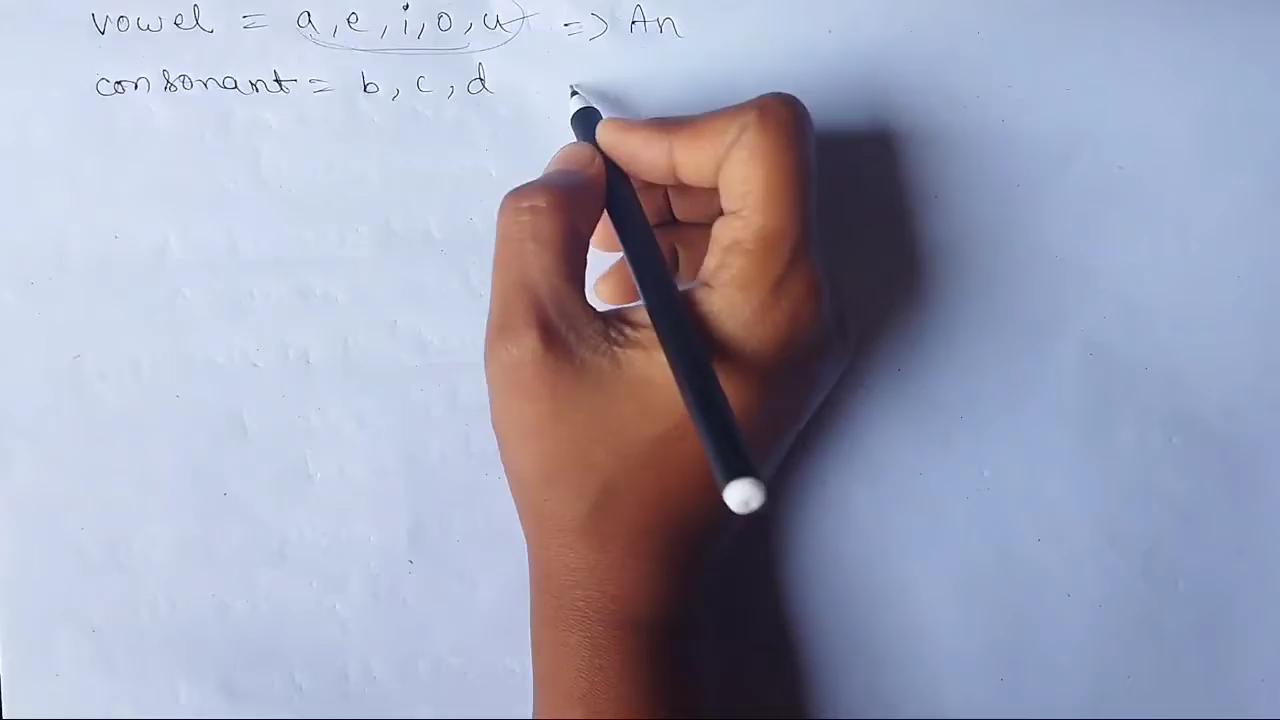 vowel = a, e, i, o, u => An
consonant = b, c, d